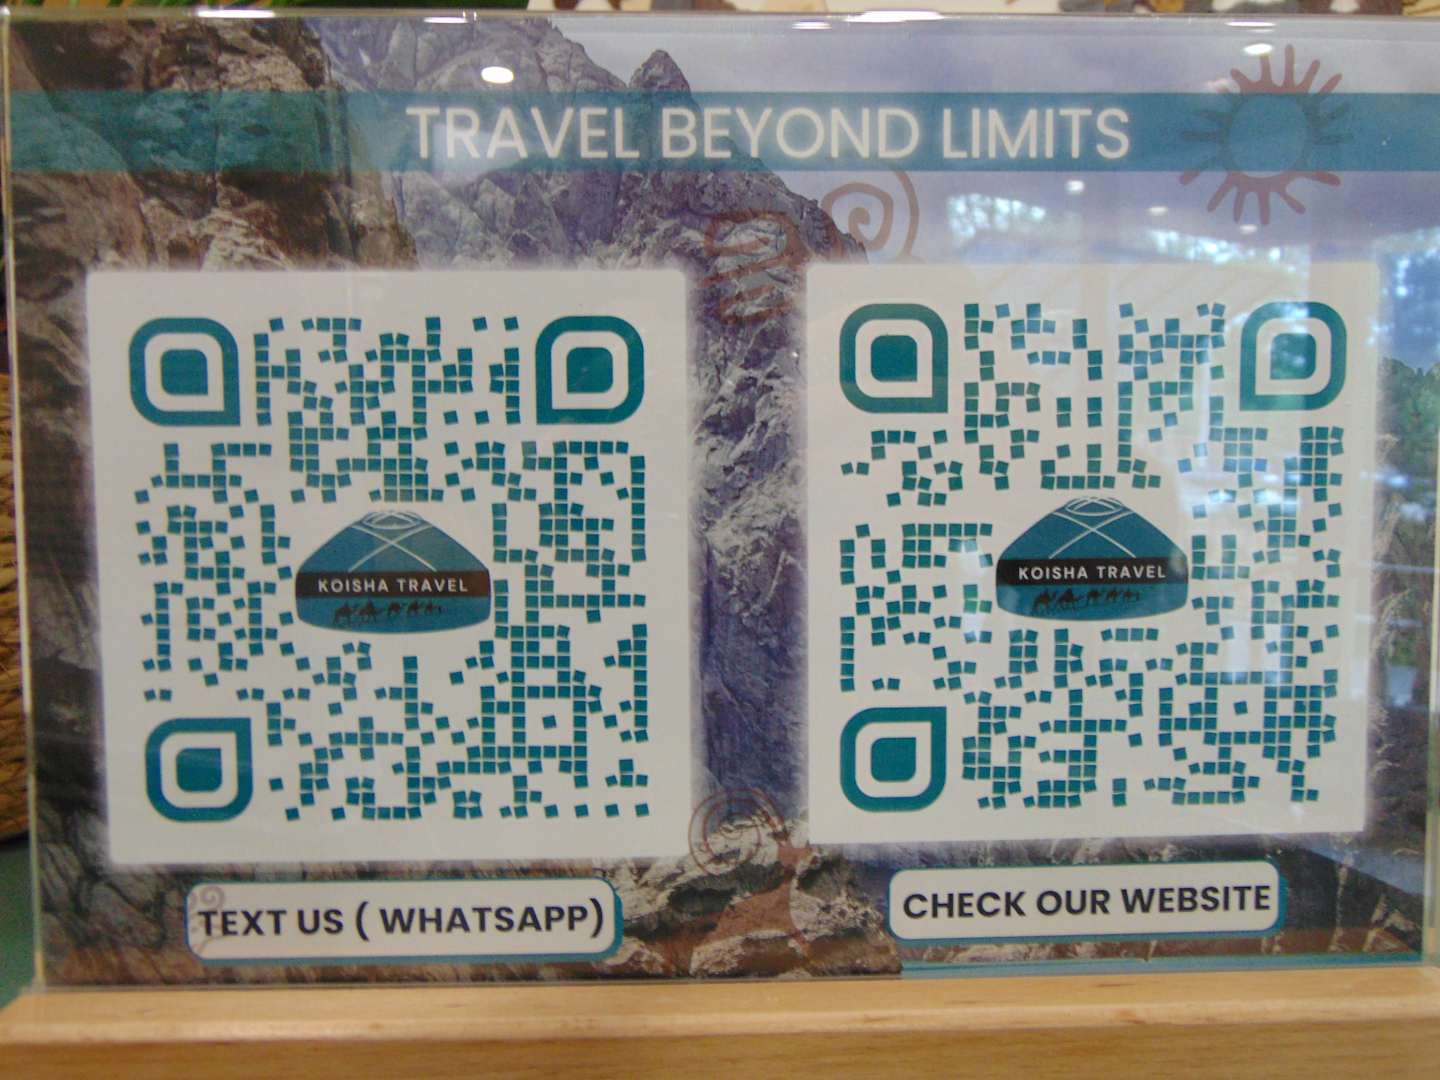 TRAVEL BEYOND LIMITS
KOISHA TRAVEL
KOISHA TRAVEL
TEXT US ( WHATSAPP)
CHECK OUR WEBSITE